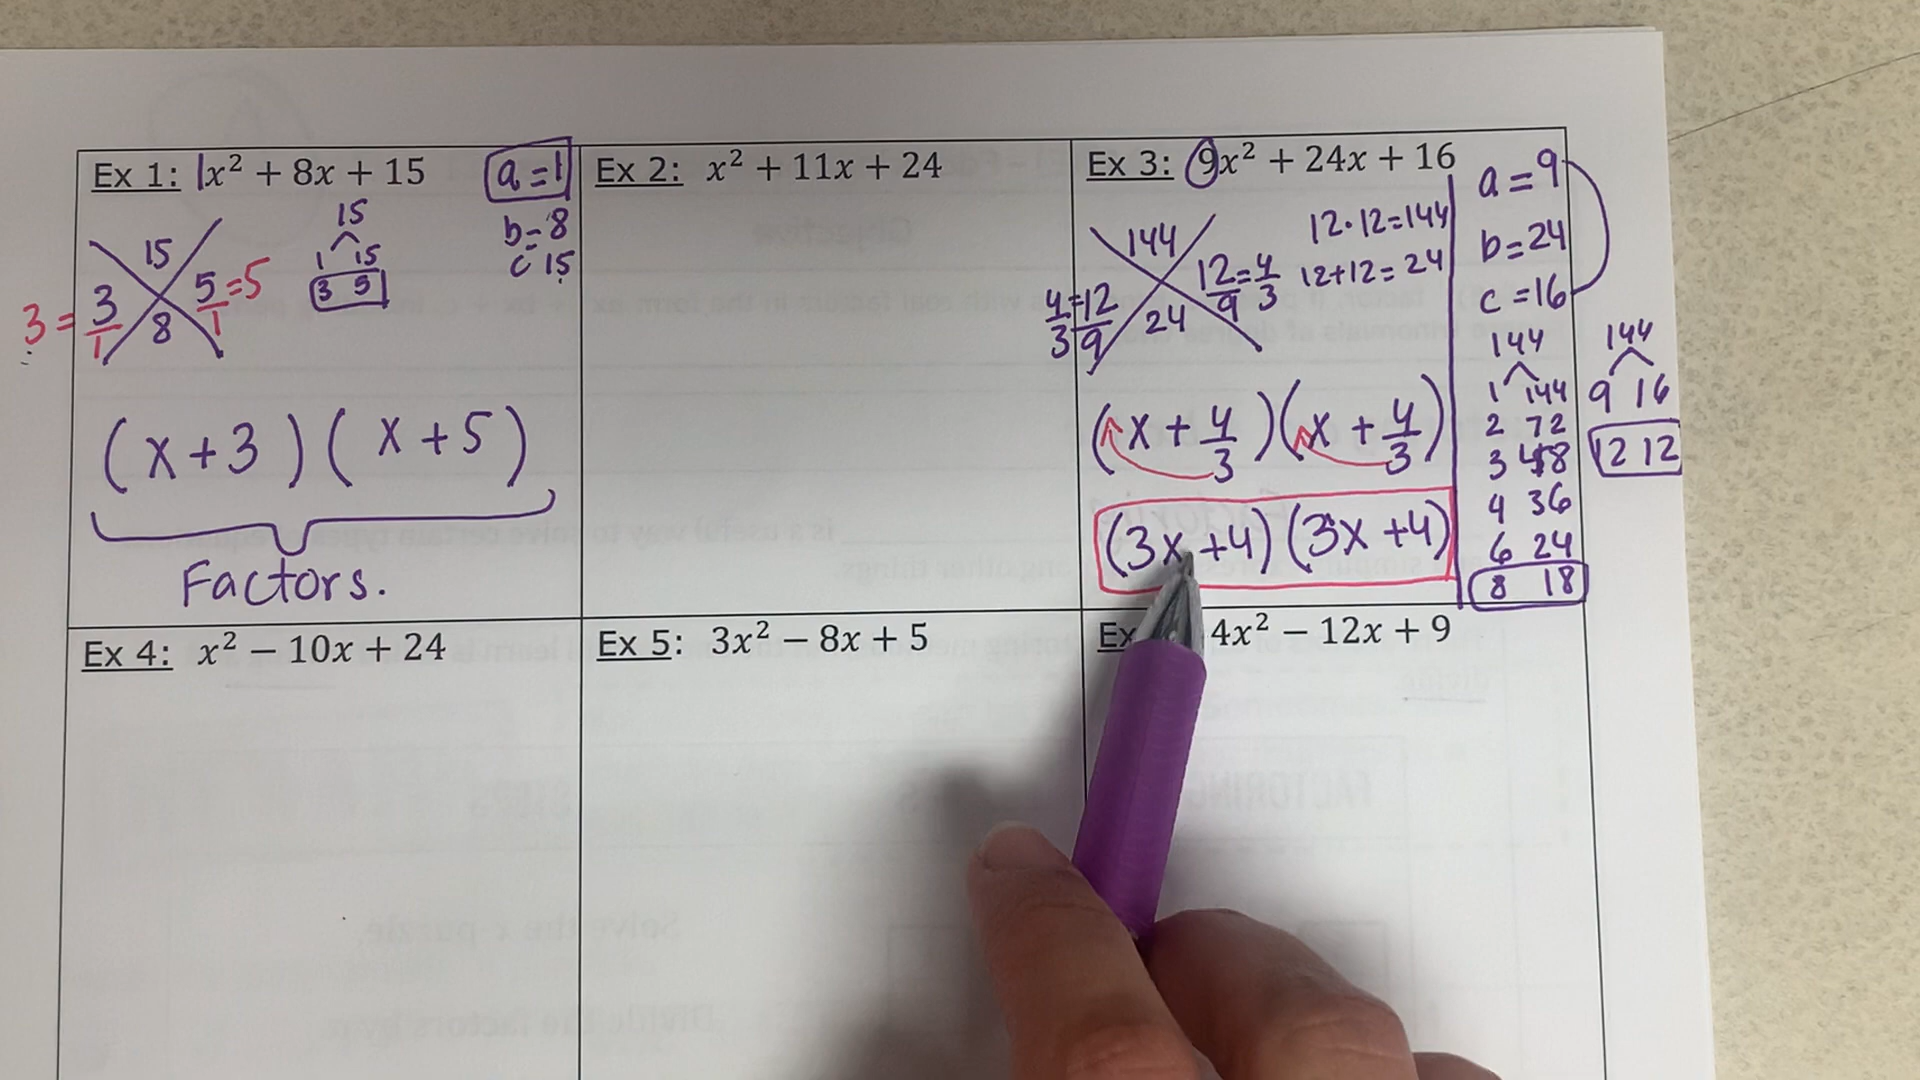 Ex 1: 1x² + 8x + 15
a = 1
b = 8
c = 15
15
1 15
3 5
15
3 = 3/1
5/1 = 5
8
(x + 3)(x + 5)
Factors.
Ex 2: x² + 11x + 24
Ex 3: 9x² + 24x + 16
a = 9
b = 24
c = 16
144
4/3 = 12/9
12/9 = 4/3
24
12 · 12 = 144
12 + 12 = 24
(x + 4/3)(x + 4/3)
(3x + 4)(3x + 4)
144
1 144
2 72
3 48
4 36
6 24
8 18
144
9 16
12 12
Ex 4: x² − 10x + 24
Ex 5: 3x² − 8x + 5
Ex
4x² − 12x + 9